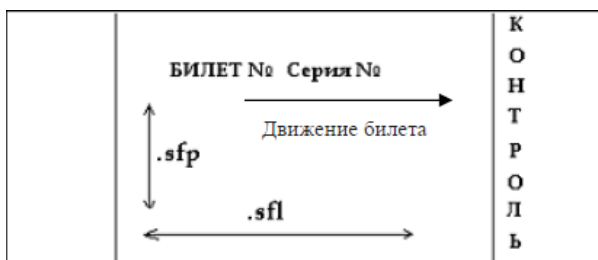 БИЛЕТ № Серия №
Движение билета
.sfp
.sfl
К
О
Н
Т
Р
О
Л
Ь